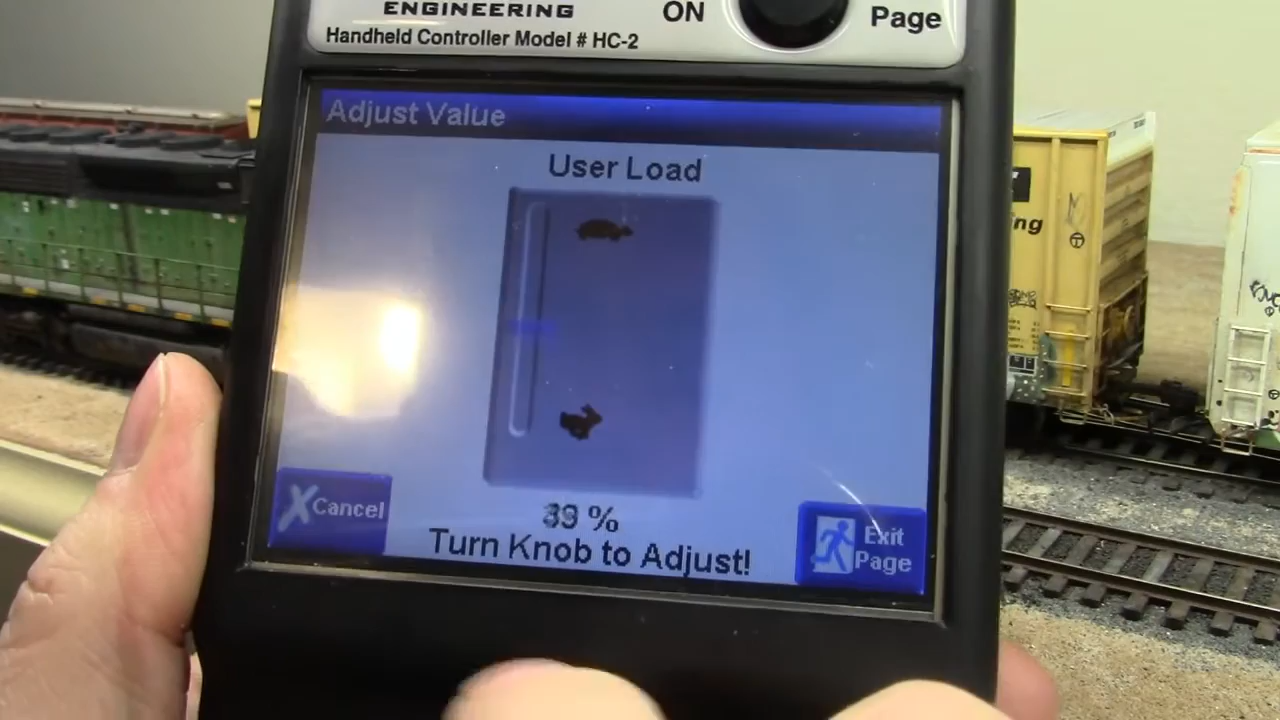 ENGINEERING
ON
Page
Handheld Controller Model # HC-2
Adjust Value
User Load
ng
Cancel
%
Turn Knob to Adjust!
Exit
Page